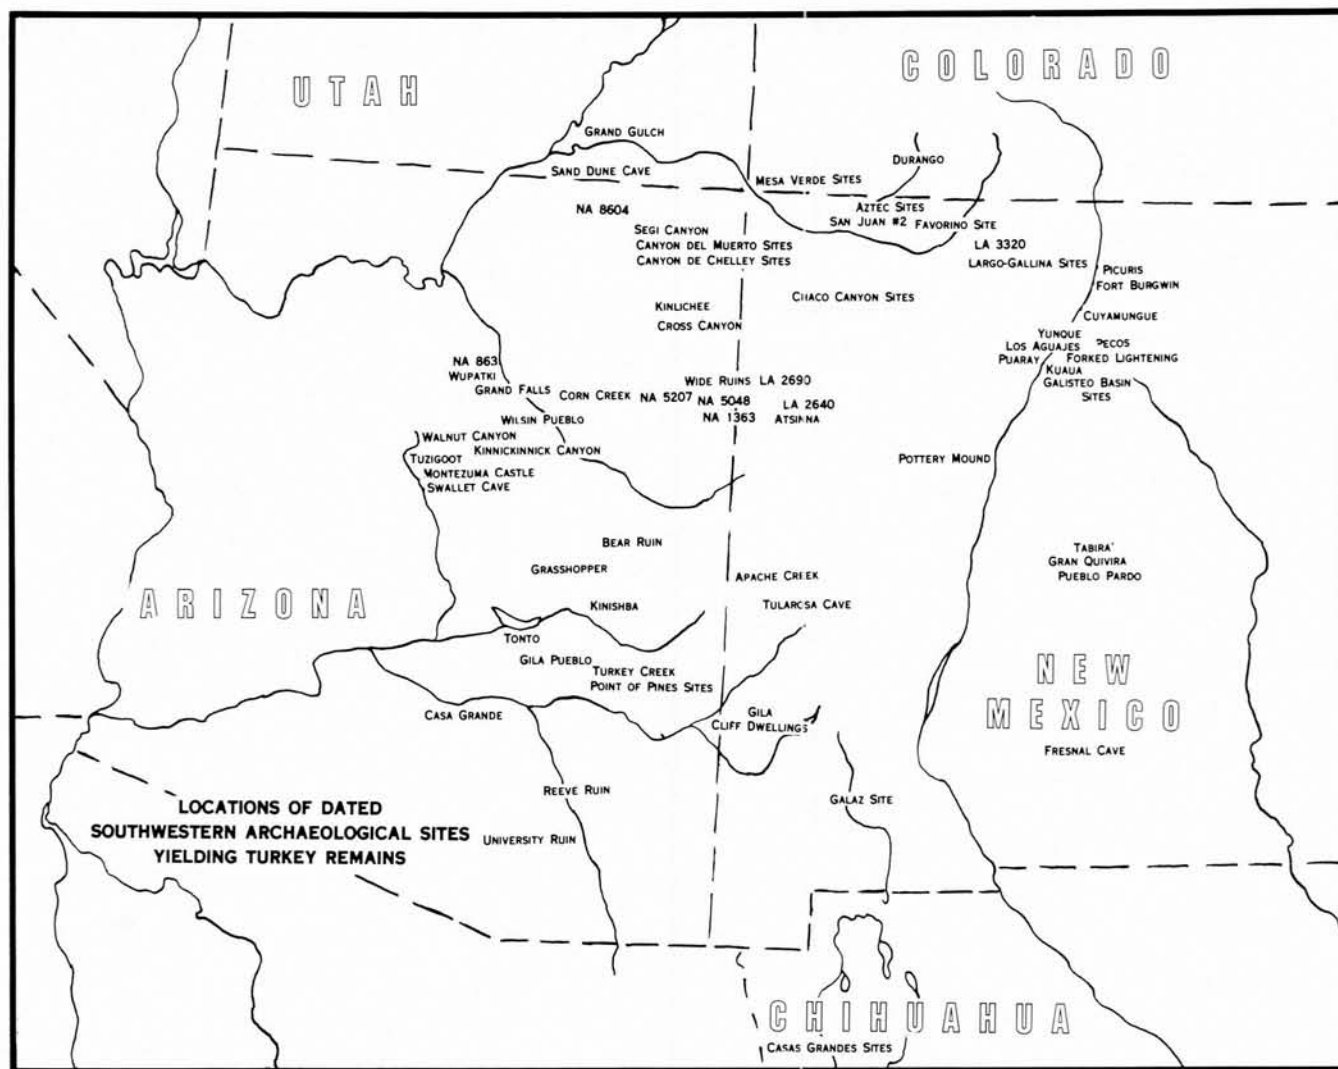 UTAH
COLORADO
GRAND GULCH
SAND DUNE CAVE
DURANGO
MESA VERDE SITES
NA 8604
AZTEC SITES
SAN JUAN #2
FAVORINO SITE
SEGI CANYON
CANYON DEL MUERTO SITES
CANYON DE CHELLEY SITES
LA 3320
LARGO-GALLINA SITES
PICURIS
FORT BURGWIN
CHACO CANYON SITES
KINLICHEE
CROSS CANYON
CUYAMUNGUE
YUNQUE
LOS AGUAJES
PECOS
PUARAY
FORKED LIGHTENING
KUAUA
GALISTEO BASIN
SITES
NA 863
WUPATKI
GRAND FALLS
CORN CREEK
NA 5207
WIDE RUINS
LA 2690
NA 5048
LA 2640
NA 1363
ATSINNA
WILSIN PUEBLO
WALNUT CANYON
KINNICKINNICK CANYON
TUZIGOOT
MONTEZUMA CASTLE
SWALLET CAVE
POTTERY MOUND
BEAR RUIN
GRASSHOPPER
APACHE CREEK
TABIRA'
GRAN QUIVIRA
PUEBLO PARDO
ARIZONA
KINISHBA
TULAROSA CAVE
TONTO
GILA PUEBLO
TURKEY CREEK
POINT OF PINES SITES
NEW
MEXICO
CASA GRANDE
GILA
CLIFF DWELLINGS
FRESNAL CAVE
REEVE RUIN
GALAZ SITE
UNIVERSITY RUIN
LOCATIONS OF DATED
SOUTHWESTERN ARCHAEOLOGICAL SITES
YIELDING TURKEY REMAINS
CHIHUAHUA
CASAS GRANDES SITES